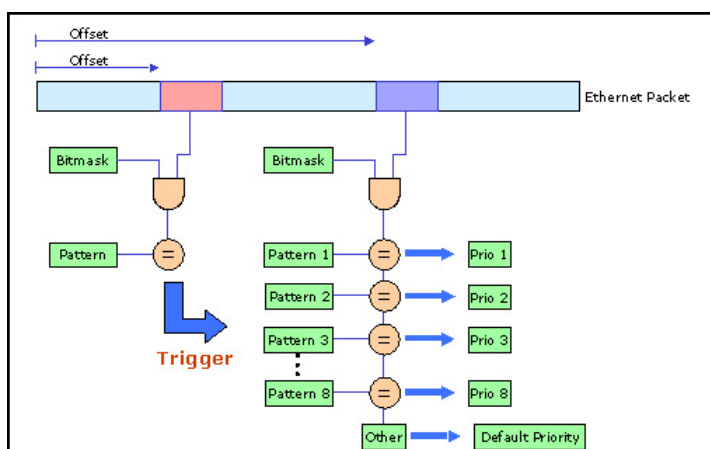 Offset
Offset
Ethernet Packet
Bitmask
Bitmask
Pattern
=
Pattern 1
=
Prio 1
Pattern 2
=
Prio 2
Trigger
Pattern 3
=
Prio 3
Pattern 8
=
Prio 8
Other
Default Priority